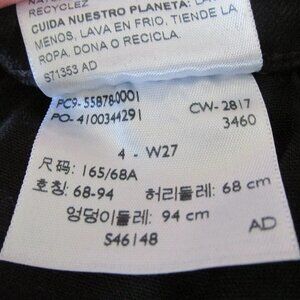 RECYCLEZ
CUIDA NUESTRO PLANETA: LA
MENOS, LAVA EN FRIO, TIENDE LA
ROPA, DONA O RECICLA.
S71353 AD
PC9-55878-0001 CW-2817
PO-4100344291 3460
4 - W27
尺码: 165/68A
호칭: 68-94 허리둘레: 68 cm
엉덩이둘레: 94 cm
S46148 AD